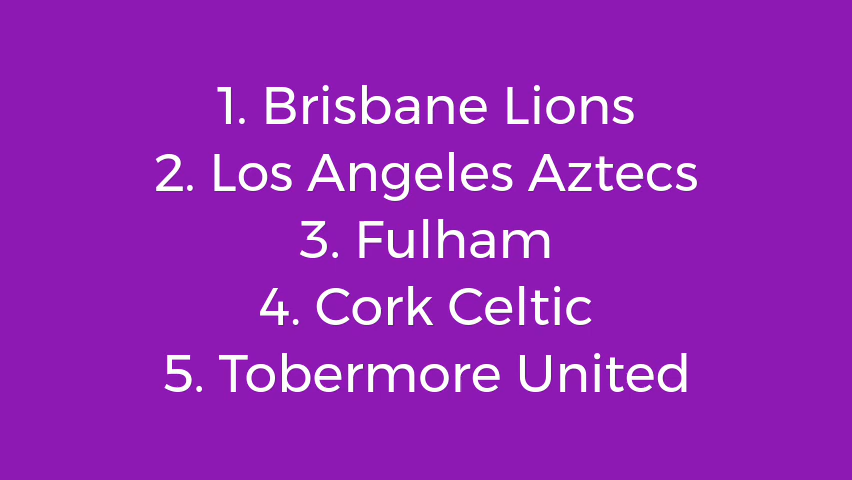 1. Brisbane Lions
2. Los Angeles Aztecs
3. Fulham
4. Cork Celtic
5. Tobermore United